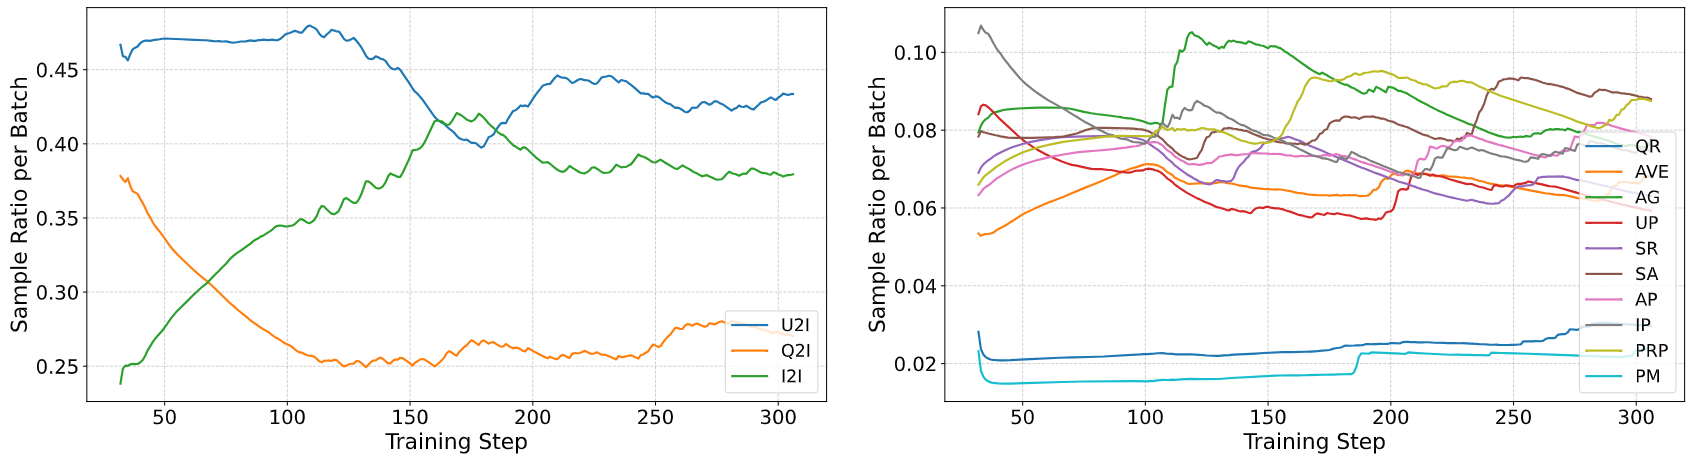 Sample Ratio per Batch
0.45
0.40
0.35
0.30
0.25
50 100 150 200 250 300
Training Step
U2I
Q2I
I2I
Sample Ratio per Batch
0.10
0.08
0.06
0.04
0.02
50 100 150 200 250 300
Training Step
QR
AVE
AG
UP
SR
SA
AP
IP
PRP
PM